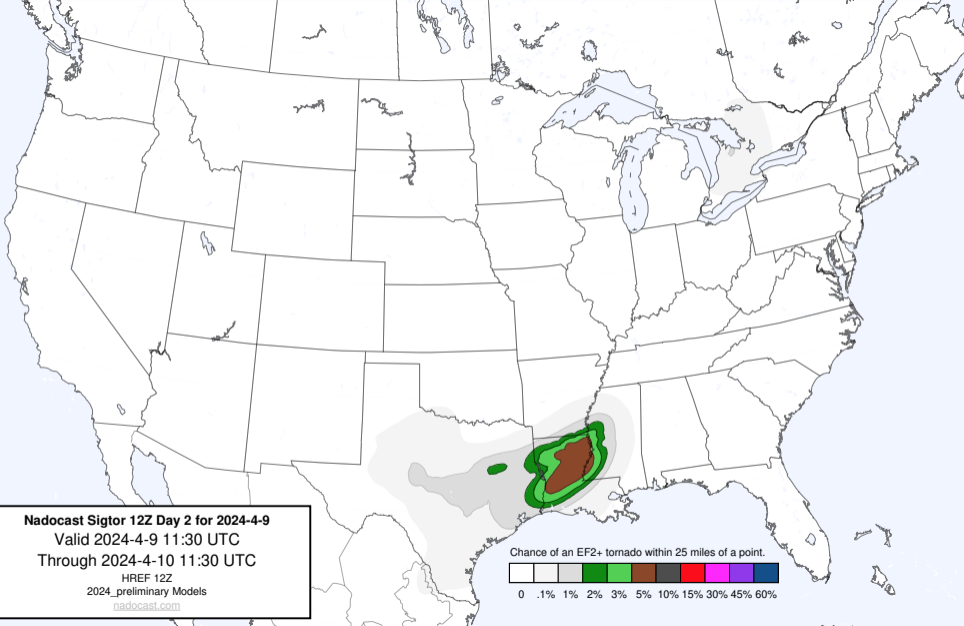 Nadocast Sigtor 12Z Day 2 for 2024-4-9
Valid 2024-4-9 11:30 UTC
Through 2024-4-10 11:30 UTC
HREF 12Z
2024_preliminary Models
nadocast.com
Chance of an EF2+ tornado within 25 miles of a point.
0 .1% 1% 2% 3% 5% 10% 15% 30% 45% 60%